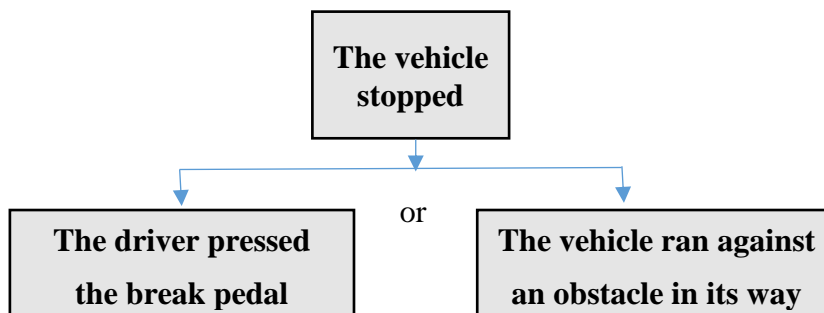 The vehicle
stopped
or
The driver pressed
the break pedal
The vehicle ran against
an obstacle in its way